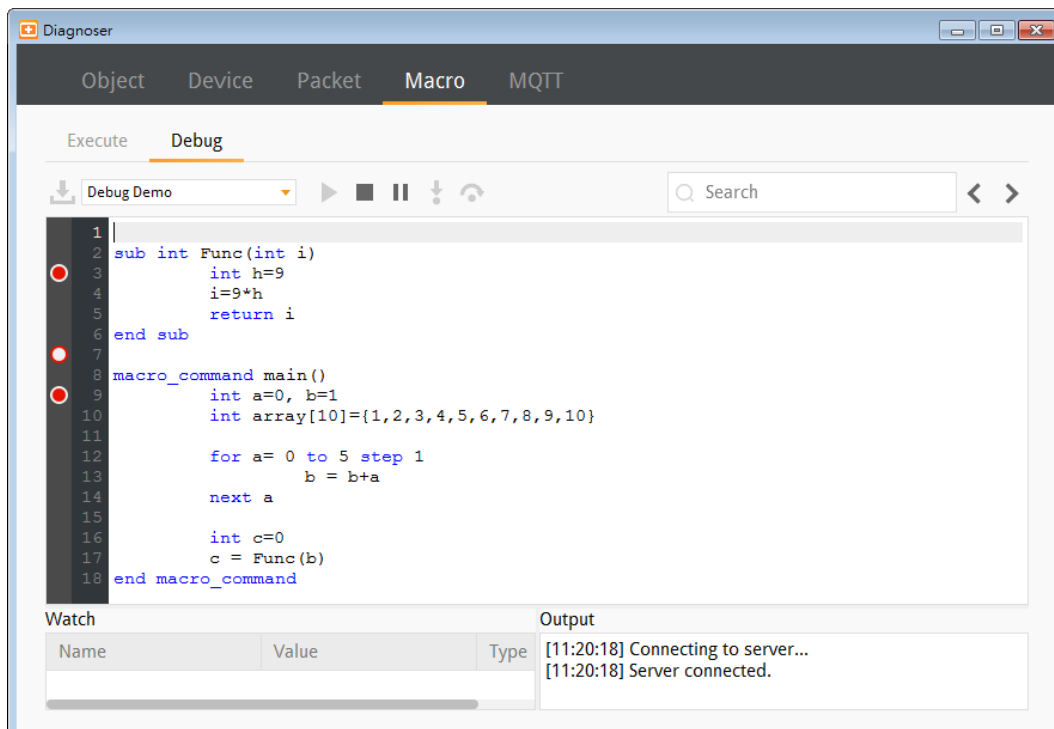 Diagnoser
Object Device Packet Macro MQTT
Execute Debug
Debug Demo Search
1
2 sub int Func(int i)
3 int h=9
4 i=9*h
5 return i
6 end sub
7
8 macro_command main()
9 int a=0, b=1
10 int array[10]={1,2,3,4,5,6,7,8,9,10}
11
12 for a= 0 to 5 step 1
13 b = b+a
14 next a
15
16 int c=0
17 c = Func(b)
18 end macro_command
Watch Output
Name Value Type
[11:20:18] Connecting to server...
[11:20:18] Server connected.